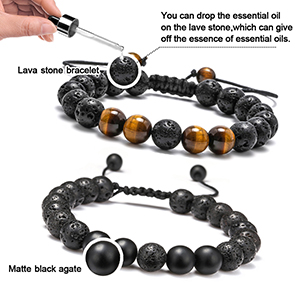 You can drop the essential oil
on the lave stone,which can give
off the essence of essential oils.
Lava stone bracelet
Matte black agate